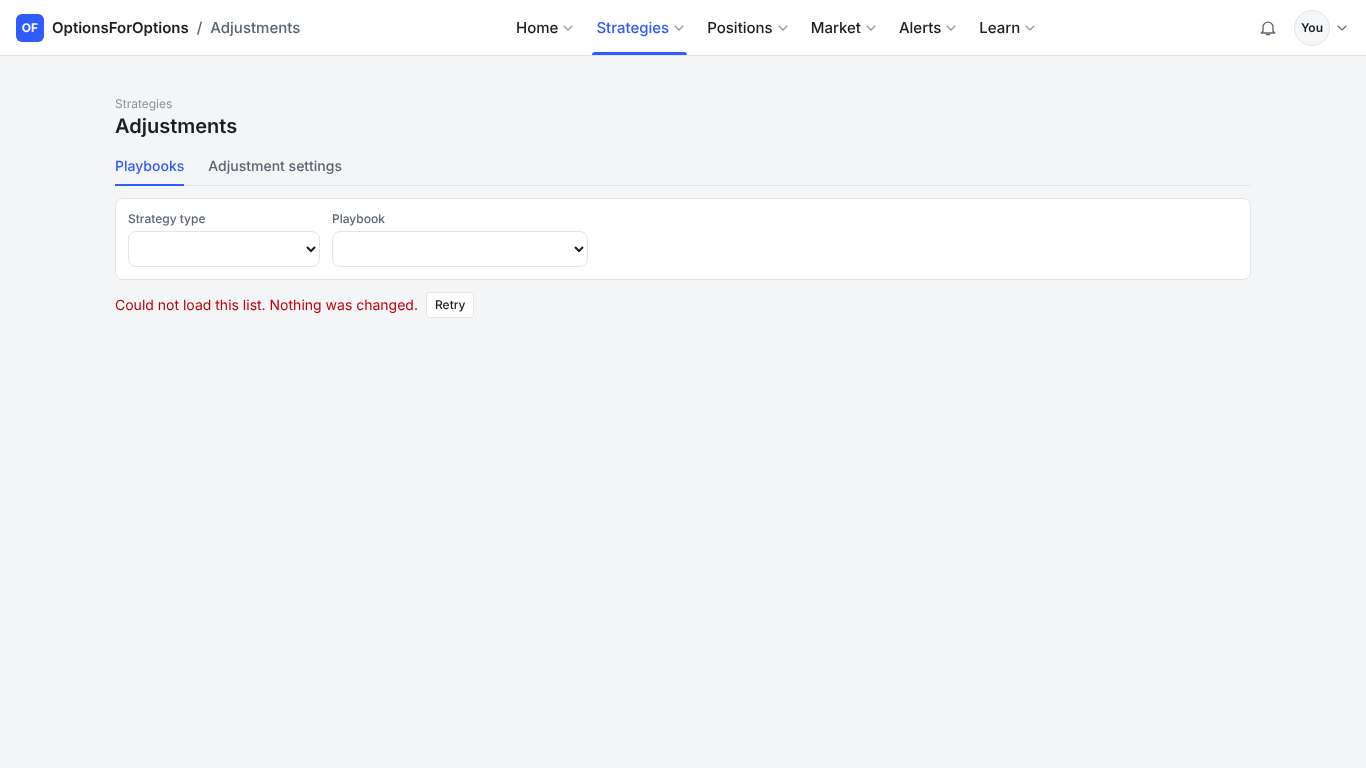 OF OptionsForOptions / Adjustments Home Strategies Positions Market Alerts Learn You
Strategies
Adjustments
Playbooks Adjustment settings
Strategy type Playbook
Could not load this list. Nothing was changed. Retry